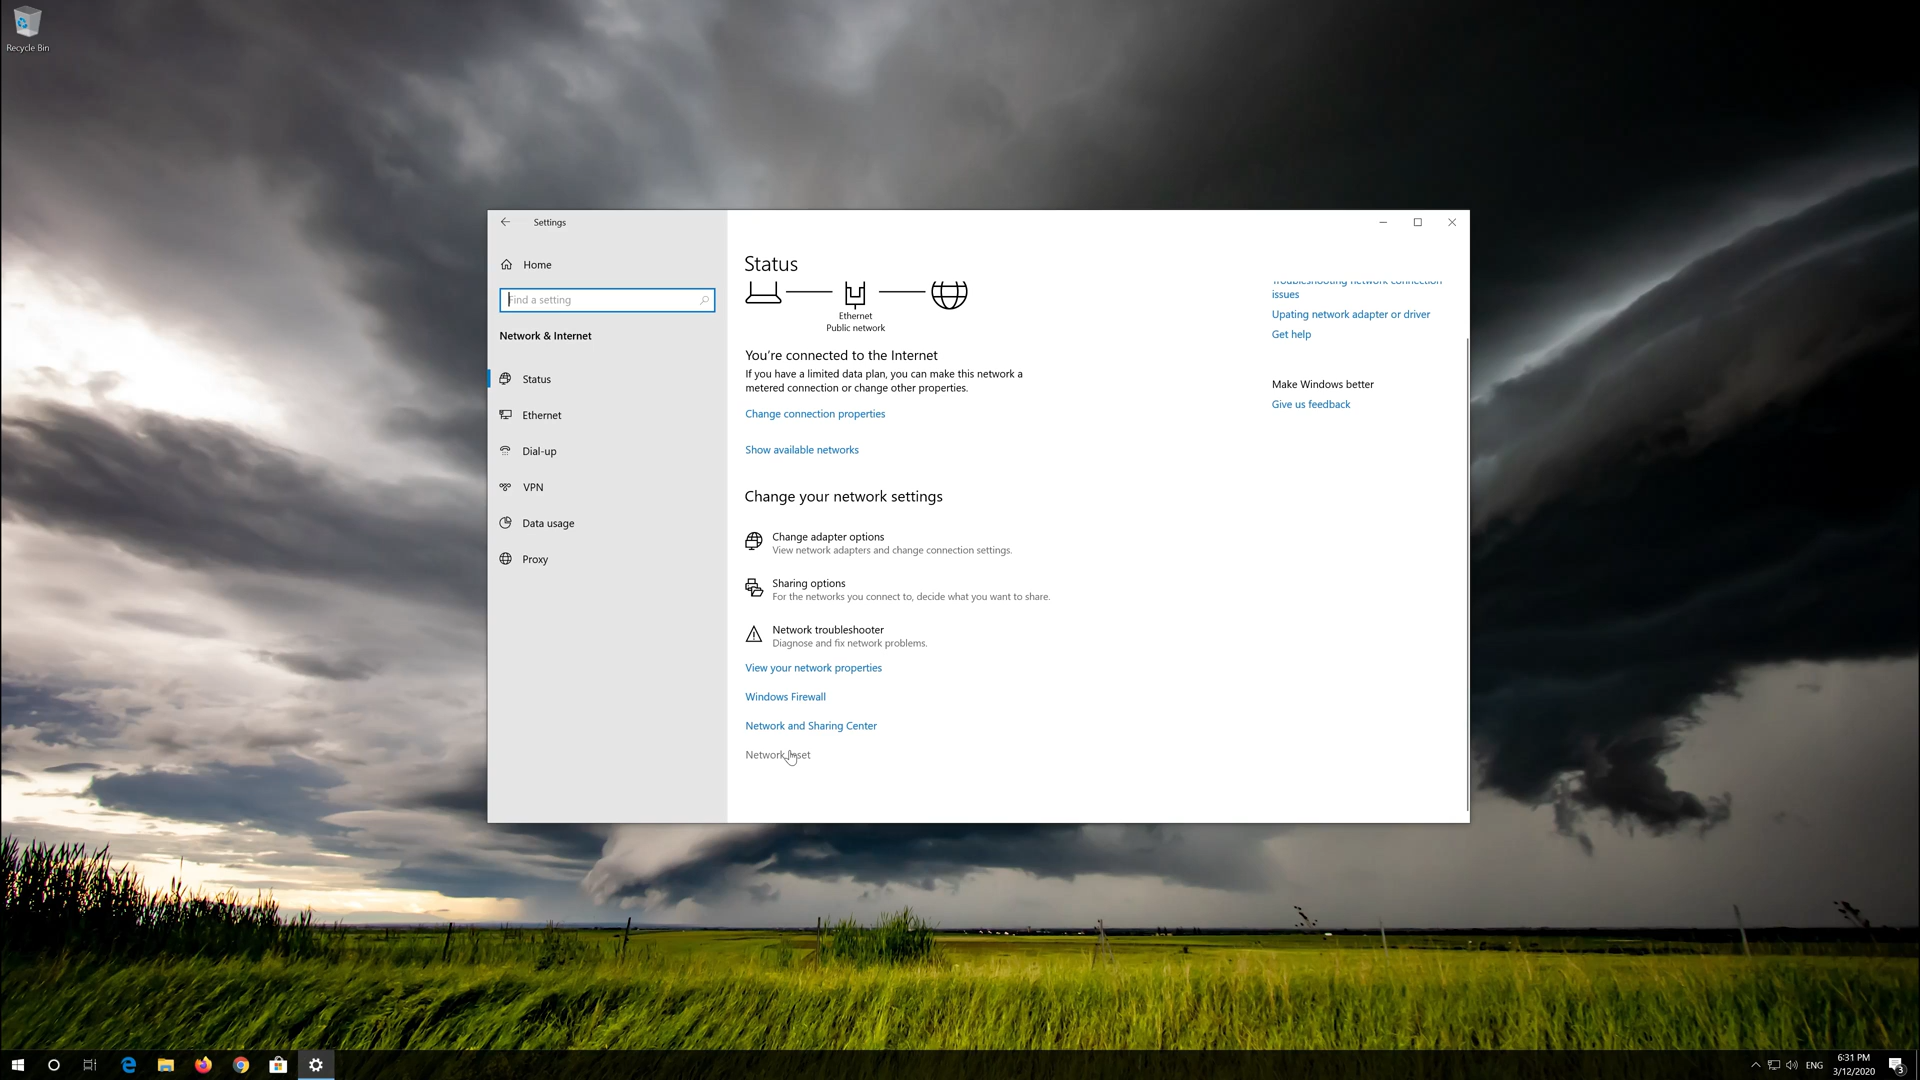 Recycle Bin
Settings
Home
Find a setting
Network & Internet
Status
Ethernet
Dial-up
VPN
Data usage
Proxy
Status
Ethernet
Public network
You're connected to the Internet
If you have a limited data plan, you can make this network a
metered connection or change other properties.
Change connection properties
Show available networks
Change your network settings
Change adapter options
View network adapters and change connection settings.
Sharing options
For the networks you connect to, decide what you want to share.
Network troubleshooter
Diagnose and fix network problems.
View your network properties
Windows Firewall
Network and Sharing Center
Network reset
Troubleshooting network connection
issues
Upating network adapter or driver
Get help
Make Windows better
Give us feedback
ENG
6:31 PM
3/12/2020
3